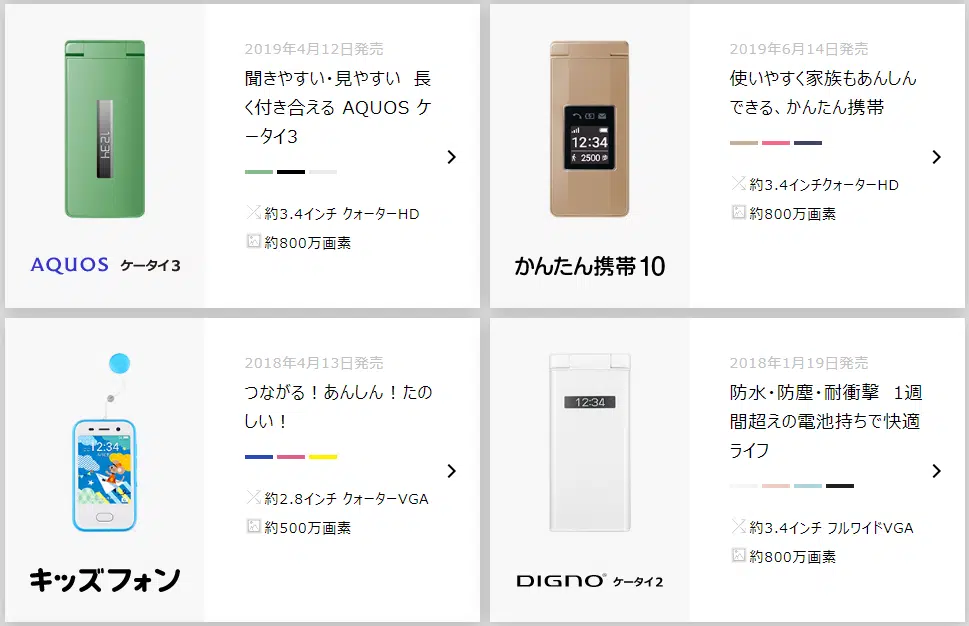 2019年4月12日発売
聞きやすい・見やすい　長
く付き合える AQUOS ケ
ータイ3
約3.4インチ クォーターHD
約800万画素
12:34
AQUOS ケータイ3
2019年6月14日発売
使いやすく家族もあんしん
できる、かんたん携帯
約3.4インチクォーターHD
約800万画素
12:34
2500歩
かんたん携帯10
2018年4月13日発売
つながる！あんしん！たの
しい！
約2.8インチ クォーターVGA
約500万画素
12:34
キッズフォン
2018年1月19日発売
防水・防塵・耐衝撃　1週
間超えの電池持ちで快適
ライフ
約3.4インチ フルワイドVGA
約800万画素
12:34
DIGNO® ケータイ2